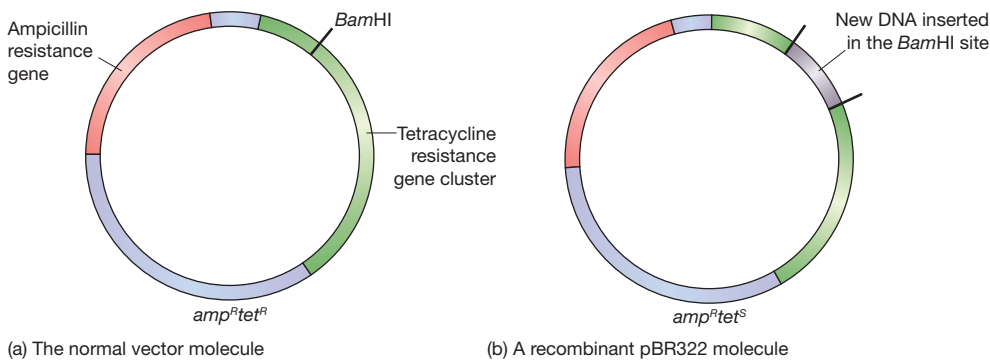 Ampicillin
resistance
gene
BamHI
Tetracycline
resistance
gene cluster
amp^R tet^R
(a) The normal vector molecule
New DNA inserted
in the BamHI site
amp^R tet^S
(b) A recombinant pBR322 molecule